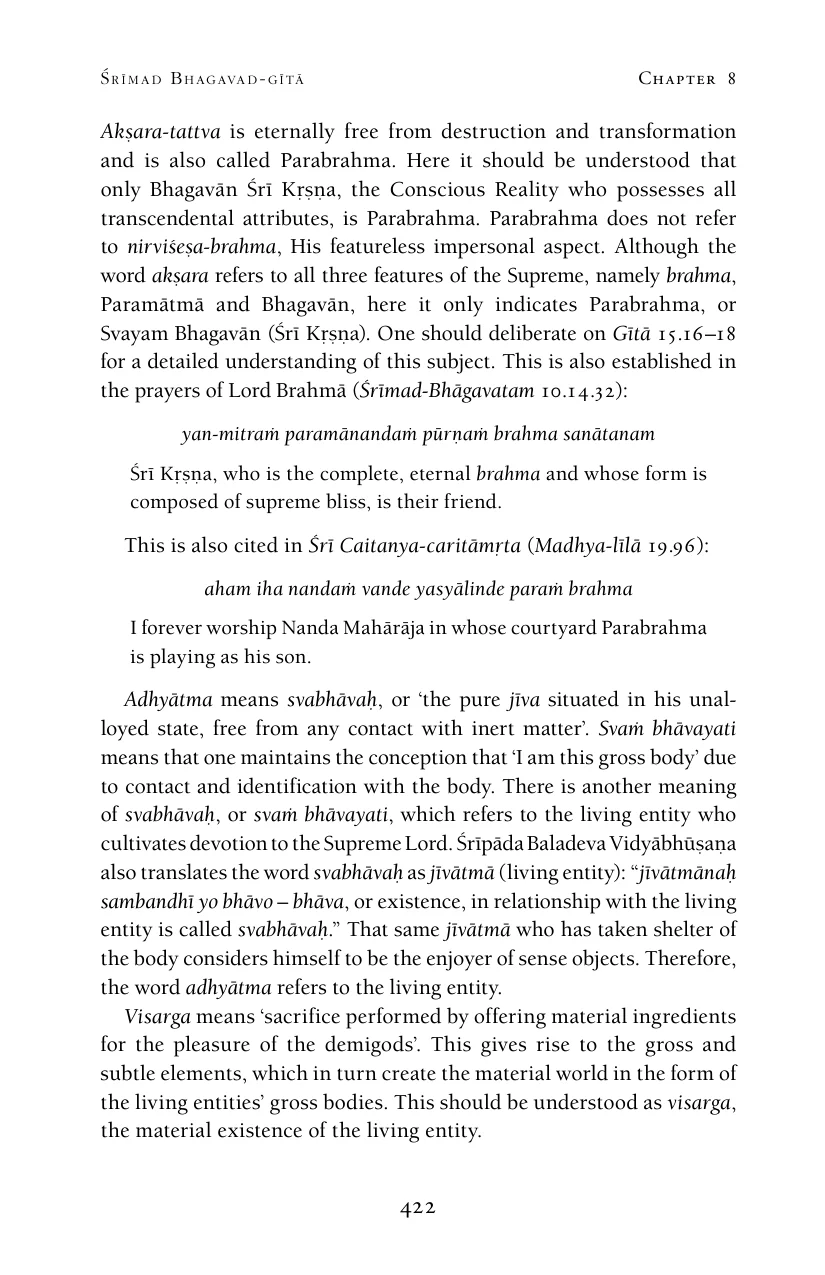 Śrīmad Bhagavad-gītā Chapter 8
Akṣara-tattva is eternally free from destruction and transformation
and is also called Parabrahma. Here it should be understood that
only Bhagavān Śrī Kṛṣṇa, the Conscious Reality who possesses all
transcendental attributes, is Parabrahma. Parabrahma does not refer
to nirviśeṣa-brahma, His featureless impersonal aspect. Although the
word akṣara refers to all three features of the Supreme, namely brahma,
Paramātmā and Bhagavān, here it only indicates Parabrahma, or
Svayam Bhagavān (Śrī Kṛṣṇa). One should deliberate on Gītā 15.16–18
for a detailed understanding of this subject. This is also established in
the prayers of Lord Brahmā (Śrīmad-Bhāgavatam 10.14.32):
yan-mitraṁ paramānandaṁ pūrṇaṁ brahma sanātanam
Śrī Kṛṣṇa, who is the complete, eternal brahma and whose form is
composed of supreme bliss, is their friend.
This is also cited in Śrī Caitanya-caritāmṛta (Madhya-līlā 19.96):
aham iha nandaṁ vande yasyālinde paraṁ brahma
I forever worship Nanda Mahārāja in whose courtyard Parabrahma
is playing as his son.
Adhyātma means svabhāvaḥ, or ‘the pure jīva situated in his unal-
loyed state, free from any contact with inert matter’. Svaṁ bhāvayati
means that one maintains the conception that ‘I am this gross body’ due
to contact and identification with the body. There is another meaning
of svabhāvaḥ, or svaṁ bhāvayati, which refers to the living entity who
cultivates devotion to the Supreme Lord. Śrīpāda Baladeva Vidyābhūṣaṇa
also translates the word svabhāvaḥ as jīvātmā (living entity): “jīvātmānaḥ
sambandhī yo bhāvo – bhāva, or existence, in relationship with the living
entity is called svabhāvaḥ.” That same jīvātmā who has taken shelter of
the body considers himself to be the enjoyer of sense objects. Therefore,
the word adhyātma refers to the living entity.
Visarga means ‘sacrifice performed by offering material ingredients
for the pleasure of the demigods’. This gives rise to the gross and
subtle elements, which in turn create the material world in the form of
the living entities’ gross bodies. This should be understood as visarga,
the material existence of the living entity.
422